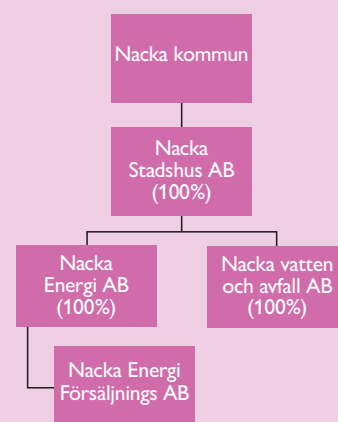 Nacka kommun
Nacka
Stadshus AB
(100%)
Nacka
Energi AB
(100%)
Nacka vatten
och avfall AB
(100%)
Nacka Energi
Försäljnings AB